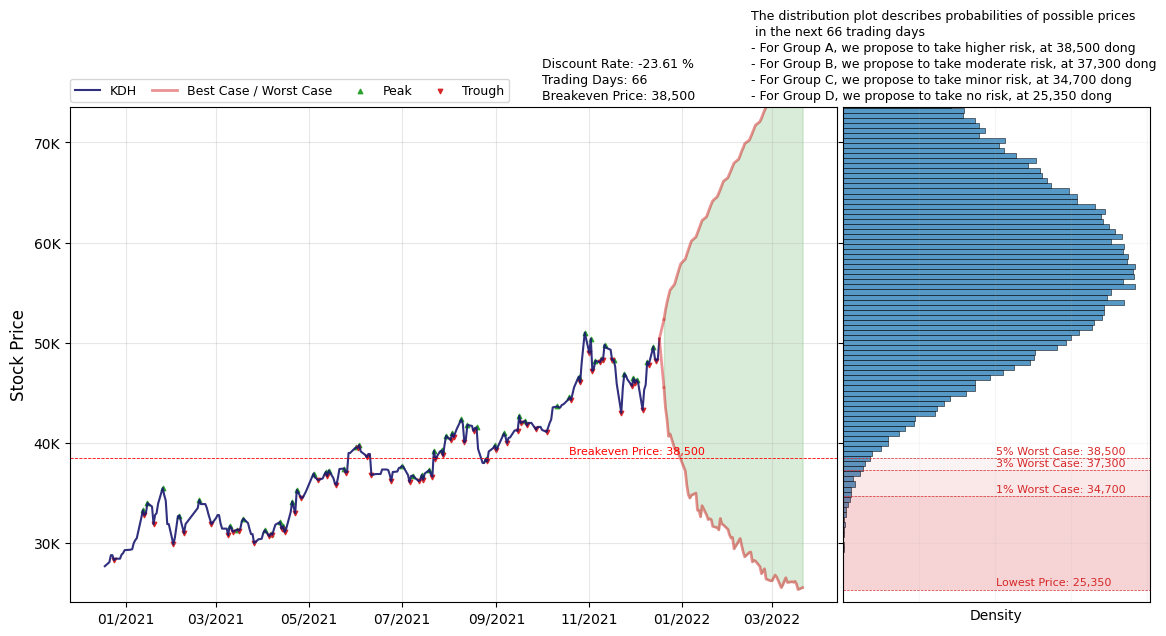 The distribution plot describes probabilities of possible prices
in the next 66 trading days
- For Group A, we propose to take higher risk, at 38,500 dong
- For Group B, we propose to take moderate risk, at 37,300 dong
- For Group C, we propose to take minor risk, at 34,700 dong
- For Group D, we propose to take no risk, at 25,350 dong
Discount Rate: -23.61 %
Trading Days: 66
Breakeven Price: 38,500
KDH
Best Case / Worst Case
Peak
Trough
Stock Price
70K
60K
50K
40K
30K
Breakeven Price: 38,500
5% Worst Case: 38,500
3% Worst Case: 37,300
1% Worst Case: 34,700
Lowest Price: 25,350
01/2021
03/2021
05/2021
07/2021
09/2021
11/2021
01/2022
03/2022
Density